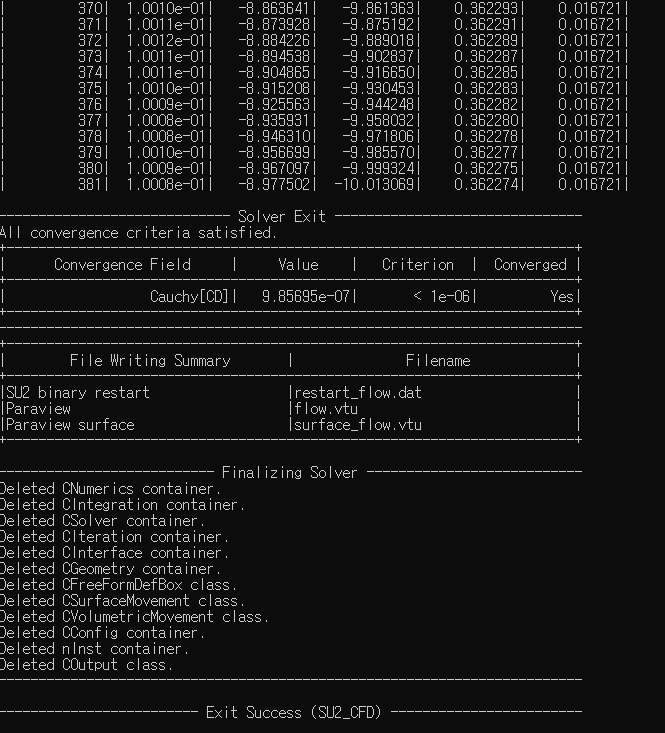 |         370|  1.0010e-01|   -8.863641|   -9.861363|    0.362293|    0.016721|
|         371|  1.0011e-01|   -8.873928|   -9.875192|    0.362291|    0.016721|
|         372|  1.0012e-01|   -8.884226|   -9.889018|    0.362289|    0.016721|
|         373|  1.0011e-01|   -8.894538|   -9.902837|    0.362287|    0.016721|
|         374|  1.0011e-01|   -8.904865|   -9.916650|    0.362285|    0.016721|
|         375|  1.0010e-01|   -8.915208|   -9.930453|    0.362283|    0.016721|
|         376|  1.0009e-01|   -8.925563|   -9.944248|    0.362282|    0.016721|
|         377|  1.0008e-01|   -8.935931|   -9.958032|    0.362280|    0.016721|
|         378|  1.0008e-01|   -8.946310|   -9.971806|    0.362278|    0.016721|
|         379|  1.0010e-01|   -8.956699|   -9.985570|    0.362277|    0.016721|
|         380|  1.0009e-01|   -8.967097|   -9.999324|    0.362275|    0.016721|
|         381|  1.0008e-01|   -8.977502|  -10.013069|    0.362274|    0.016721|
----------------------------- Solver Exit -------------------------------
All convergence criteria satisfied.
+-----------------------------------------------------------------------+
|      Convergence Field     |     Value    |   Criterion  |  Converged |
+-----------------------------------------------------------------------+
|                  Cauchy[CD]|   9.85695e-07|       < 1e-06|         Yes|
+-----------------------------------------------------------------------+
-------------------------------------------------------------------------
+-----------------------------------------------------------------------+
|        File Writing Summary       |              Filename             |
+-----------------------------------------------------------------------+
|SU2 binary restart                 |restart_flow.dat                   |
|Paraview                           |flow.vtu                           |
|Paraview surface                   |surface_flow.vtu                   |
+-----------------------------------------------------------------------+
--------------------------- Finalizing Solver ---------------------------
Deleted CNumerics container.
Deleted CIntegration container.
Deleted CSolver container.
Deleted CIteration container.
Deleted CInterface container.
Deleted CGeometry container.
Deleted CFreeFormDefBox class.
Deleted CSurfaceMovement class.
Deleted CVolumetricMovement class.
Deleted CConfig container.
Deleted nInst container.
Deleted COutput class.
-------------------------------------------------------------------------
------------------------- Exit Success (SU2_CFD) ------------------------